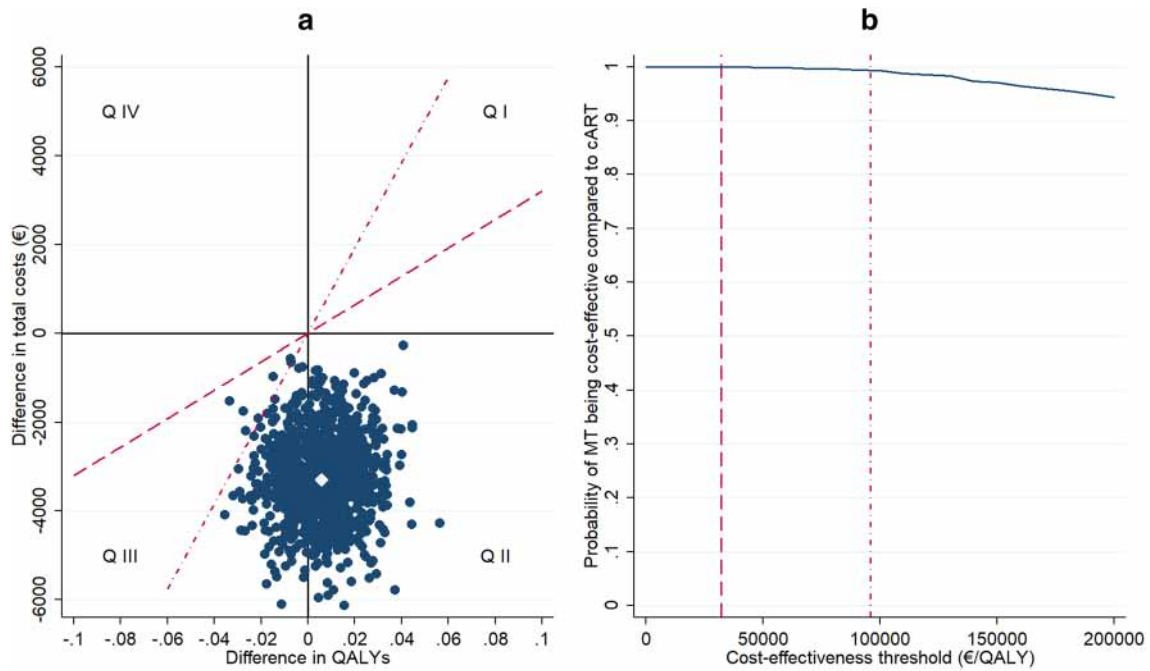 a
6000
4000
2000
0
-2000
-4000
-6000
Difference in total costs (€)
Q IV
Q I
Q III
Q II
-.1 -.08 -.06 -.04 -.02 0 .02 .04 .06 .08 .1
Difference in QALYs
b
1
.9
.8
.7
.6
.5
.4
.3
.2
.1
0
Probability of MT being cost-effective compared to cART
0 50000 100000 150000 200000
Cost-effectiveness threshold (€/QALY)